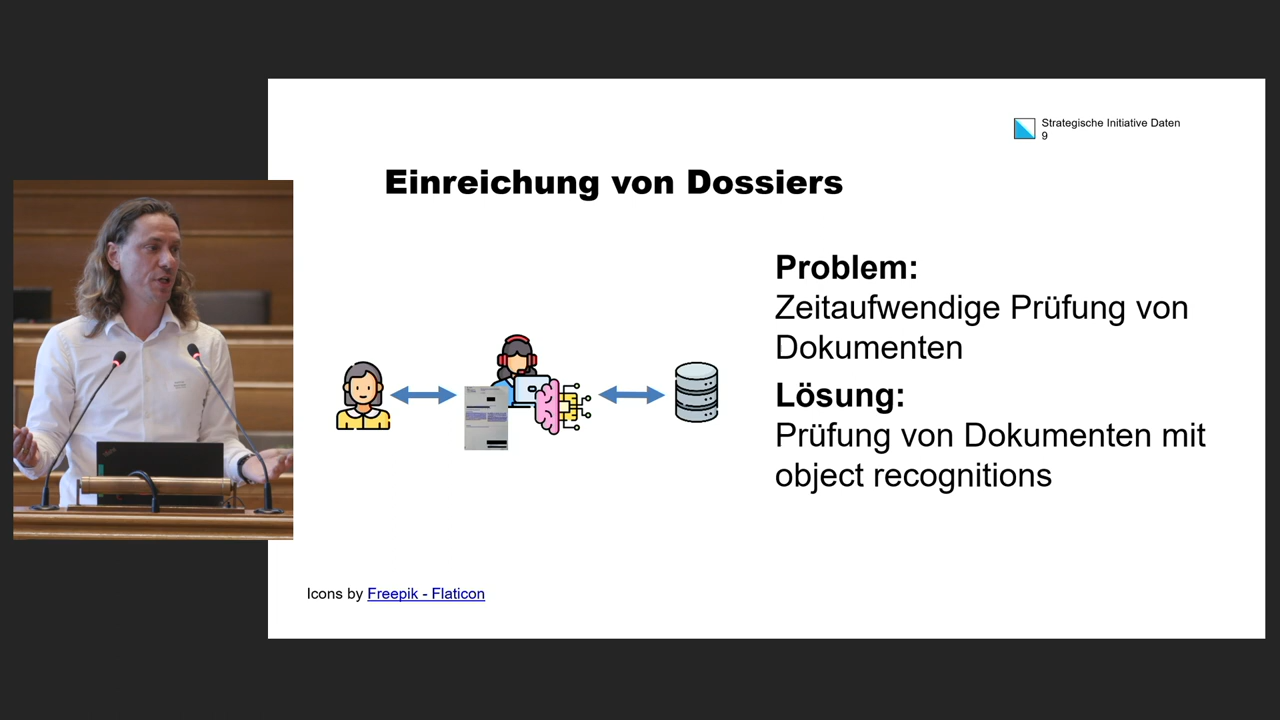 Strategische Initiative Daten
9
Einreichung von Dossiers
Problem:
Zeitaufwendige Prüfung von
Dokumenten
Lösung:
Prüfung von Dokumenten mit
object recognitions
Icons by Freepik - Flaticon